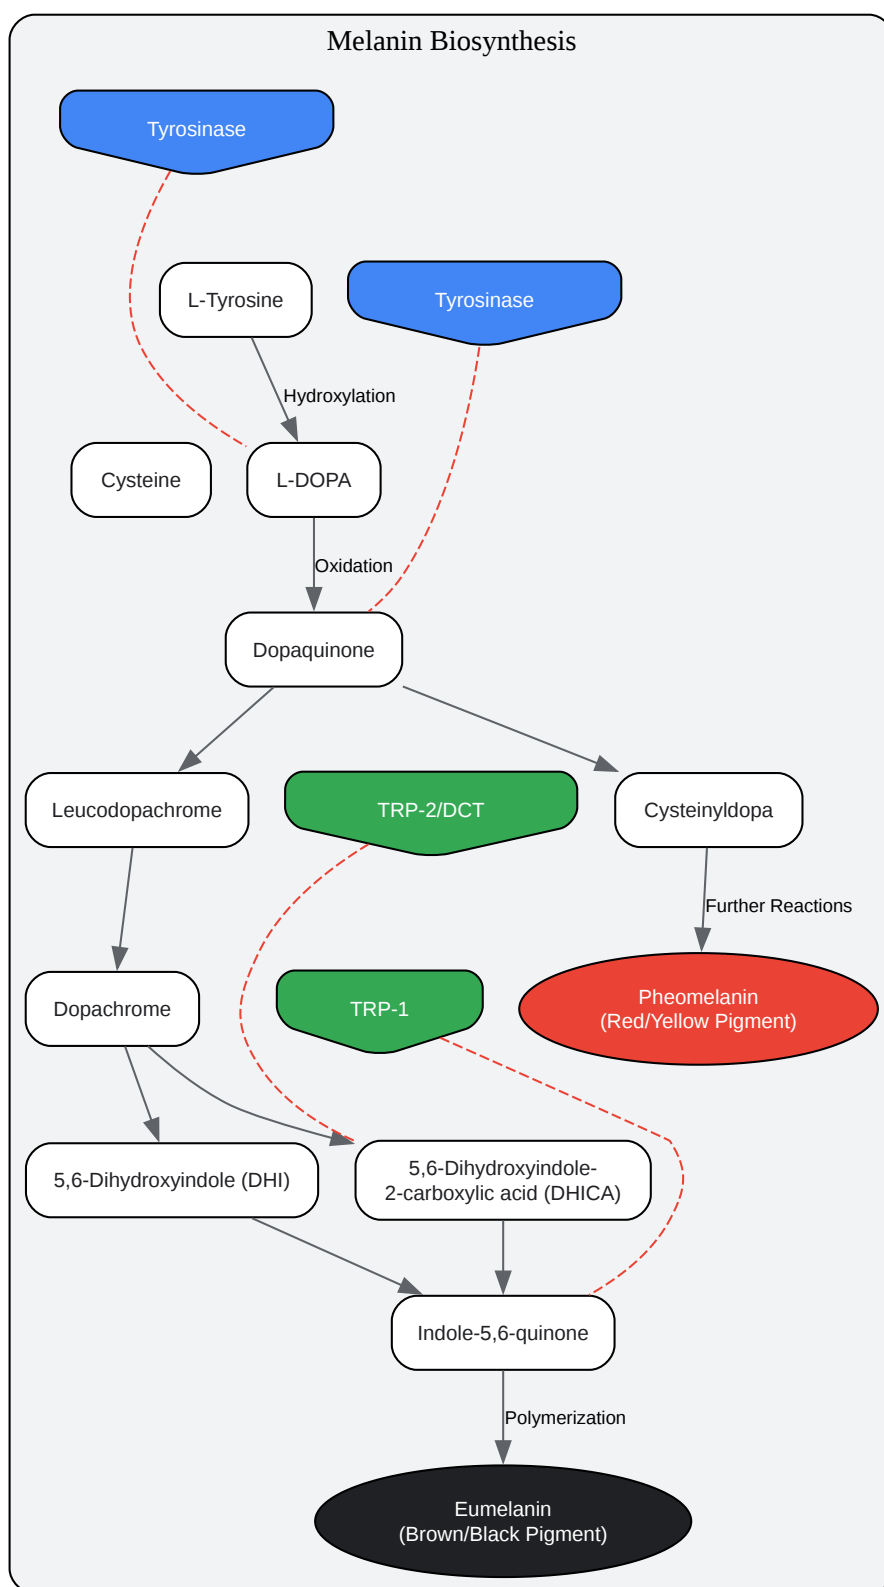 Melanin Biosynthesis
Tyrosinase
L-Tyrosine
Tyrosinase
Hydroxylation
Cysteine
L-DOPA
Oxidation
Dopaquinone
Leucodopachrome
TRP-2/DCT
Cysteinyldopa
Further Reactions
Dopachrome
TRP-1
Pheomelanin
(Red/Yellow Pigment)
5,6-Dihydroxyindole (DHI)
5,6-Dihydroxyindole-
2-carboxylic acid (DHICA)
Indole-5,6-quinone
Polymerization
Eumelanin
(Brown/Black Pigment)